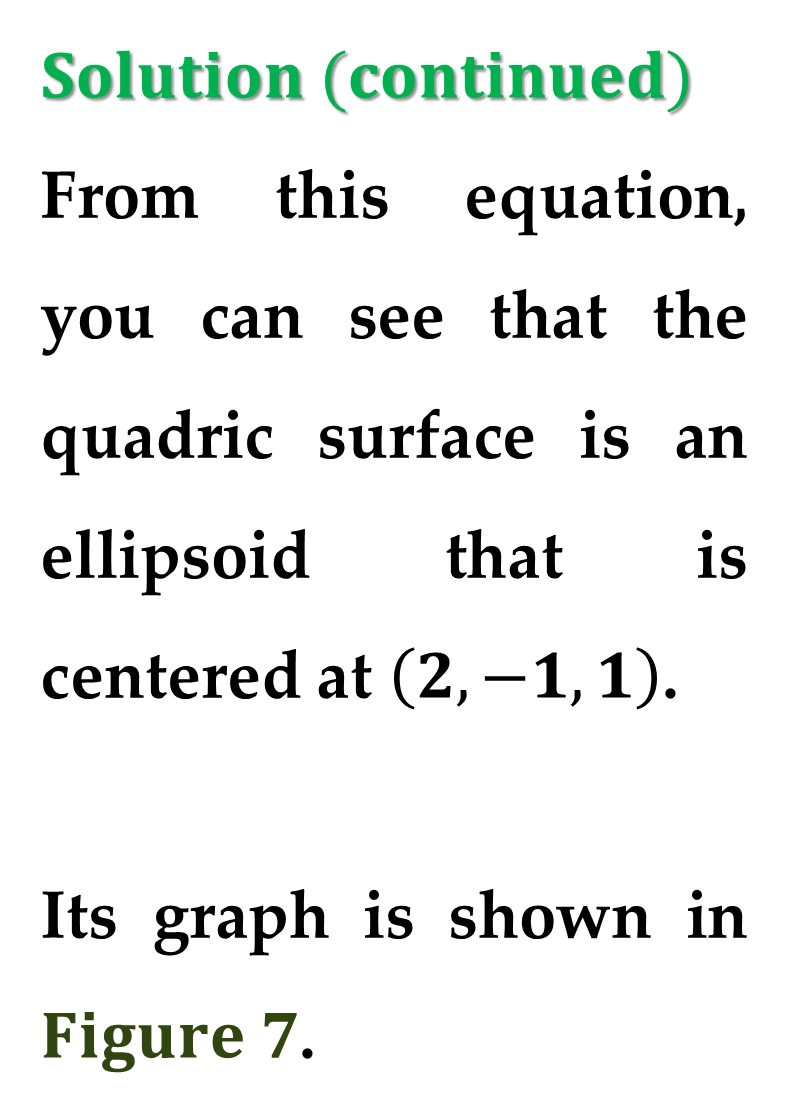 Solution (continued)
From this equation,
you can see that the
quadric surface is an
ellipsoid that is
centered at (2, −1, 1).
Its graph is shown in
Figure 7.